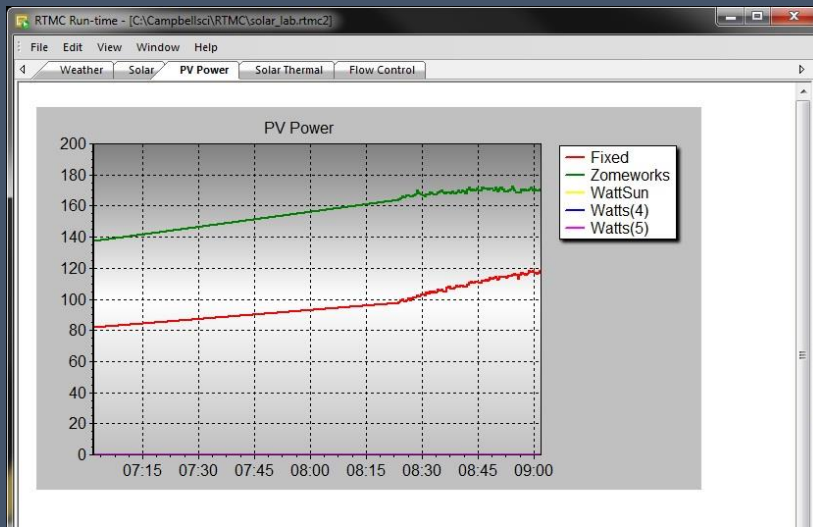 RTMC Run-time - [C:\Campbellsci\RTMC\solar_lab.rtmc2]
File Edit View Window Help
Weather Solar PV Power Solar Thermal Flow Control
PV Power
200
180
160
140
120
100
80
60
40
20
0
07:15 07:30 07:45 08:00 08:15 08:30 08:45 09:00
Fixed
Zomeworks
WattSun
Watts(4)
Watts(5)